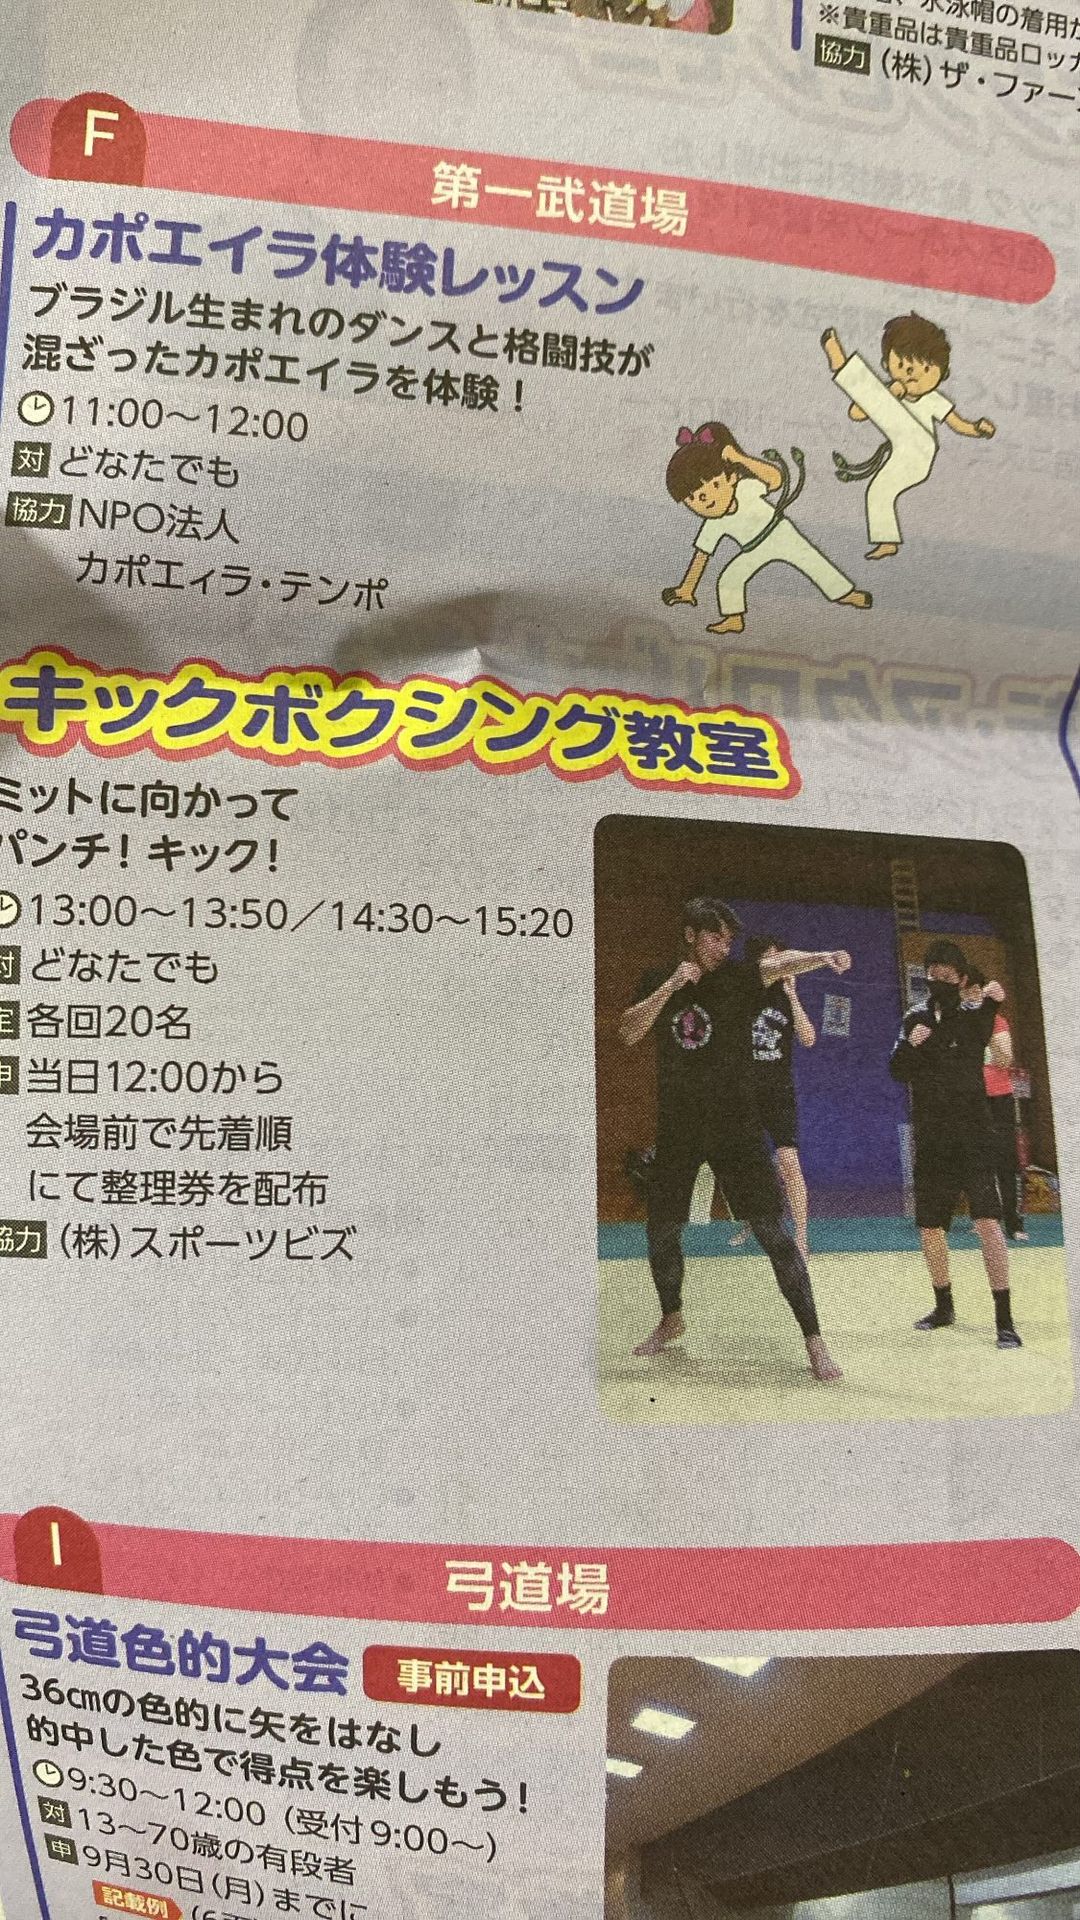 水泳帽の着用
※貴重品は貴重品ロッカ
協力 (株)ザ・ファー
F
第一武道場
カポエイラ体験レッスン
ブラジル生まれのダンスと格闘技が
混ざったカポエイラを体験！
11:00～12:00
対 どなたでも
協力 NPO法人
カポエィラ・テンポ
キックボクシング教室
ミットに向かって
パンチ！キック！
13:00～13:50／14:30～15:20
対 どなたでも
定 各回20名
申 当日12:00から
会場前で先着順
にて整理券を配布
協力 (株)スポーツビズ
I
弓道場
弓道色的大会 事前申込
36㎝の色的に矢をはなし
的中した色で得点を楽しもう！
9:30～12:00 (受付 9:00～)
対 13～70歳の有段者
申 9月30日(月)までに
記載例